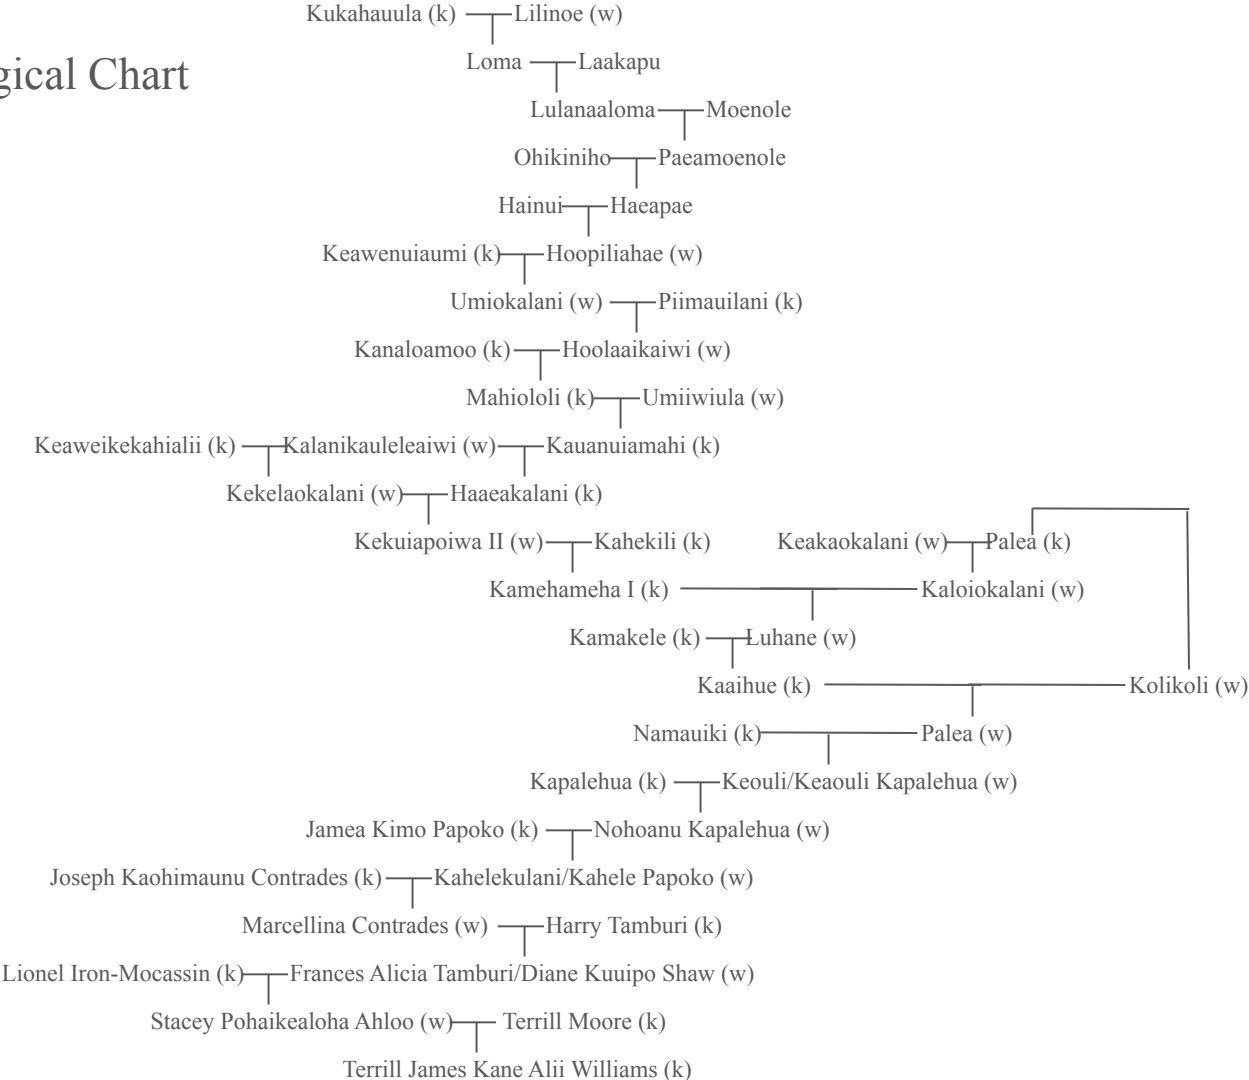 Kukahauula (k) Lilinoe (w)
gical Chart
Loma Laakapu
Lulanaaloma Moenole
Ohikiniho Paeamoenole
Hainui Haeapae
Keawenuiaumi (k) Hoopiliahae (w)
Umiokalani (w) Piimauilani (k)
Kanaloamoo (k) Hoolaaikaiwi (w)
Mahiololi (k) Umiiwiula (w)
Keaweikekahialii (k) Kalanikauleleaiwi (w) Kauanuiamahi (k)
Kekelaokalani (w) Haaeakalani (k)
Kekuiapoiwa II (w) Kahekili (k) Keakaokalani (w) Palea (k)
Kamehameha I (k) Kaloiokalani (w)
Kamakele (k) Luhane (w)
Kaaihue (k) Kolikoli (w)
Namauiki (k) Palea (w)
Kapalehua (k) Keouli/Keaouli Kapalehua (w)
Jamea Kimo Papoko (k) Nohoanu Kapalehua (w)
Joseph Kaohimaunu Contrades (k) Kahelekulani/Kahele Papoko (w)
Marcellina Contrades (w) Harry Tamburi (k)
Lionel Iron-Mocassin (k) Frances Alicia Tamburi/Diane Kuuipo Shaw (w)
Stacey Pohaikealoha Ahloo (w) Terrill Moore (k)
Terrill James Kane Alii Williams (k)